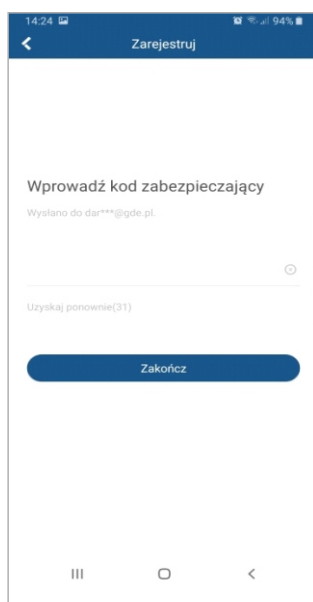 14:24 94%
Zarejestruj
Wprowadź kod zabezpieczający
Wysłano do dar***@gde.pl.
Uzyskaj ponownie(31)
Zakończ